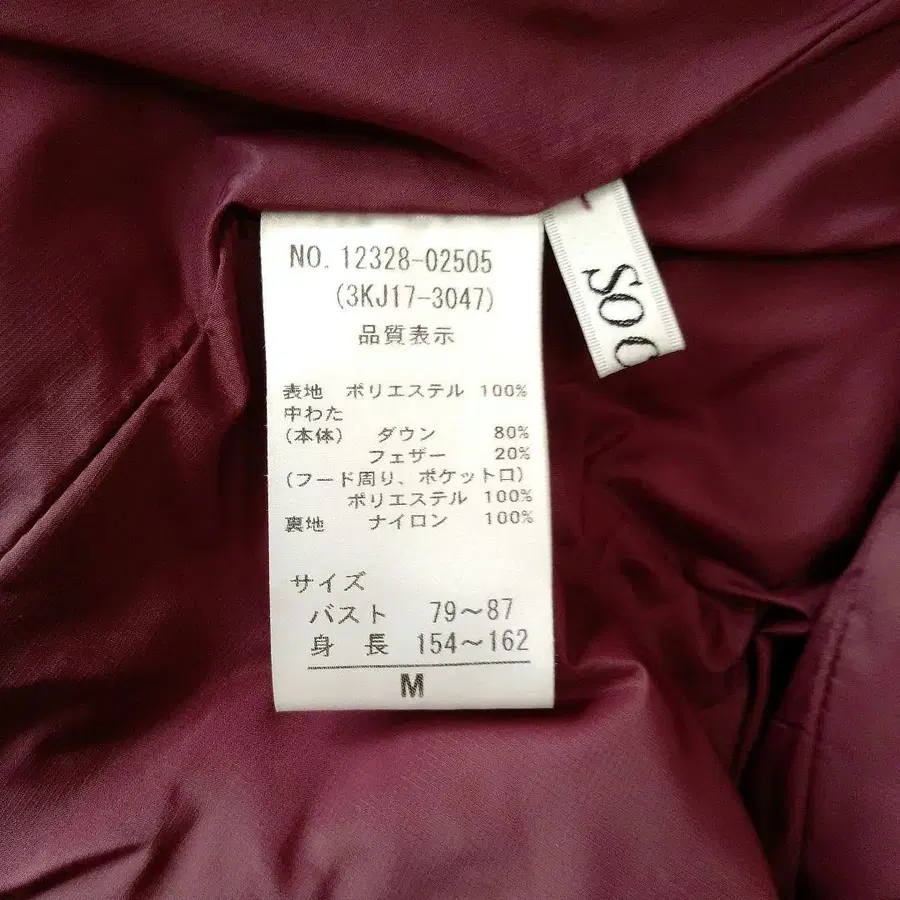 NO. 12328-02505
(3KJ17-3047)
品質表示
表地 ポリエステル 100%
中わた
(本体) ダウン 80%
フェザー 20%
(フード周り、ポケット口)
ポリエステル 100%
裏地 ナイロン 100%
サイズ
バスト 79～87
身長 154～162
M
SO